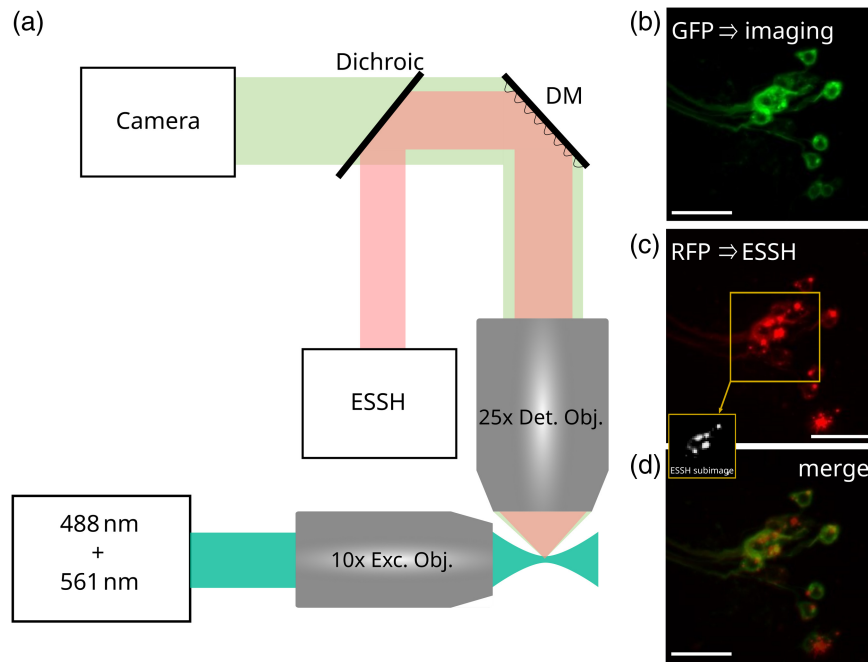 (a)
Dichroic
DM
Camera
ESSH
25x Det. Obj.
488 nm
+
561 nm
10x Exc. Obj.
(b)
GFP ⇒ imaging
(c)
RFP ⇒ ESSH
ESSH subimage
(d)
merge